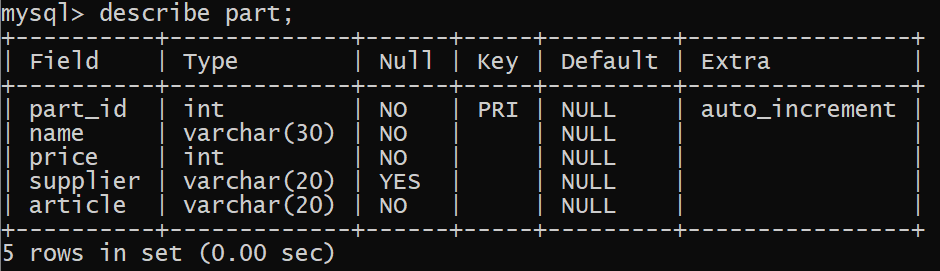 mysql> describe part;
+----------+-------------+------+-----+---------+----------------+
| Field    | Type        | Null | Key | Default | Extra          |
+----------+-------------+------+-----+---------+----------------+
| part_id  | int         | NO   | PRI | NULL    | auto_increment |
| name     | varchar(30) | NO   |     | NULL    |                |
| price    | int         | NO   |     | NULL    |                |
| supplier | varchar(20) | YES  |     | NULL    |                |
| article  | varchar(20) | NO   |     | NULL    |                |
+----------+-------------+------+-----+---------+----------------+
5 rows in set (0.00 sec)